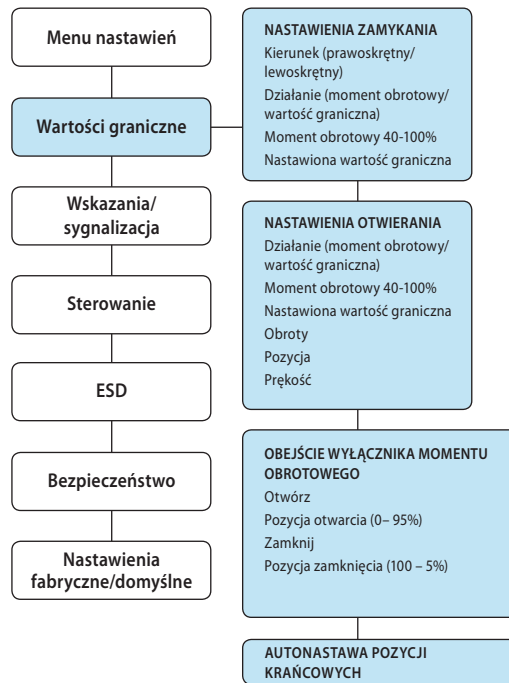 Menu nastawień
Wartości graniczne
Wskazania/
sygnalizacja
Sterowanie
ESD
Bezpieczeństwo
Nastawienia
fabryczne/domyślne
NASTAWIENIA ZAMYKANIA
Kierunek (prawoskrętny/
lewoskrętny)
Działanie (moment obrotowy/
wartość graniczna)
Moment obrotowy 40-100%
Nastawiona wartość graniczna
NASTAWIENIA OTWIERANIA
Działanie (moment obrotowy/
wartość graniczna)
Moment obrotowy 40-100%
Nastawiona wartość graniczna
Obroty
Pozycja
Prękość
OBEJŚCIE WYŁĄCZNIKA MOMENTU
OBROTOWEGO
Otwórz
Pozycja otwarcia (0– 95%)
Zamknij
Pozycja zamknięcia (100 – 5%)
AUTONASTAWA POZYCJI
KRAŃCOWYCH